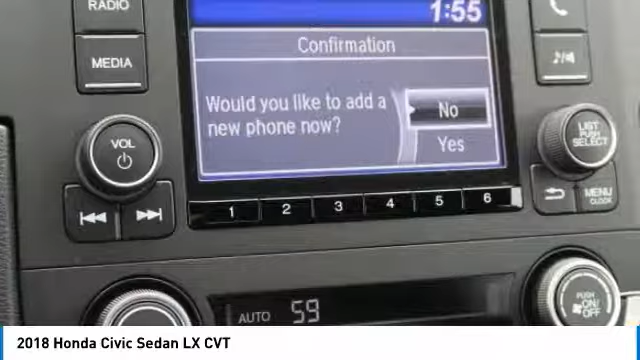 RADIO
1:55
MEDIA
Confirmation
Would you like to add a
new phone now?
No
Yes
VOL
LIST
PUSH
SELECT
MENU
CLOCK
1 2 3 4 5 6
AUTO 59
PUSH
ON/
OFF
2018 Honda Civic Sedan LX CVT